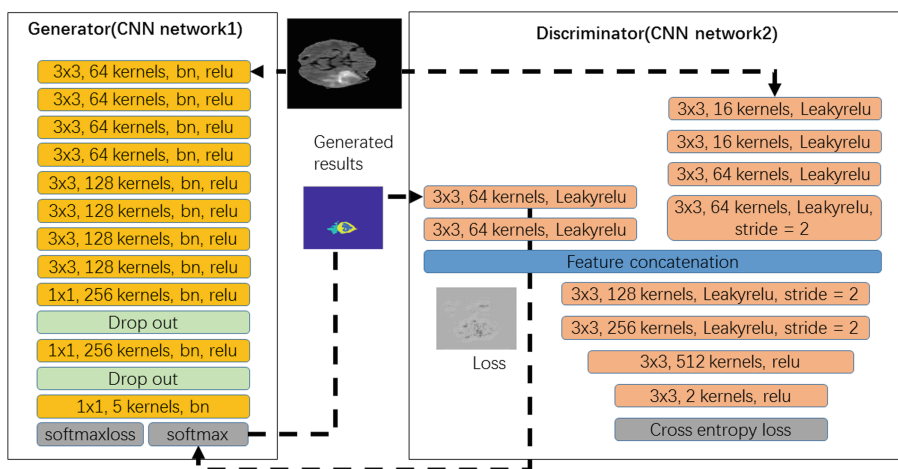 Generator(CNN network1)
3x3, 64 kernels, bn, relu
3x3, 64 kernels, bn, relu
3x3, 64 kernels, bn, relu
3x3, 64 kernels, bn, relu
3x3, 128 kernels, bn, relu
3x3, 128 kernels, bn, relu
3x3, 128 kernels, bn, relu
3x3, 128 kernels, bn, relu
1x1, 256 kernels, bn, relu
Drop out
1x1, 256 kernels, bn, relu
Drop out
1x1, 5 kernels, bn
softmaxloss
softmax
Generated
results
Discriminator(CNN network2)
3x3, 64 kernels, Leakyrelu
3x3, 64 kernels, Leakyrelu
3x3, 16 kernels, Leakyrelu
3x3, 16 kernels, Leakyrelu
3x3, 64 kernels, Leakyrelu
3x3, 64 kernels, Leakyrelu,
stride = 2
Feature concatenation
Loss
3x3, 128 kernels, Leakyrelu, stride = 2
3x3, 256 kernels, Leakyrelu, stride = 2
3x3, 512 kernels, relu
3x3, 2 kernels, relu
Cross entropy loss